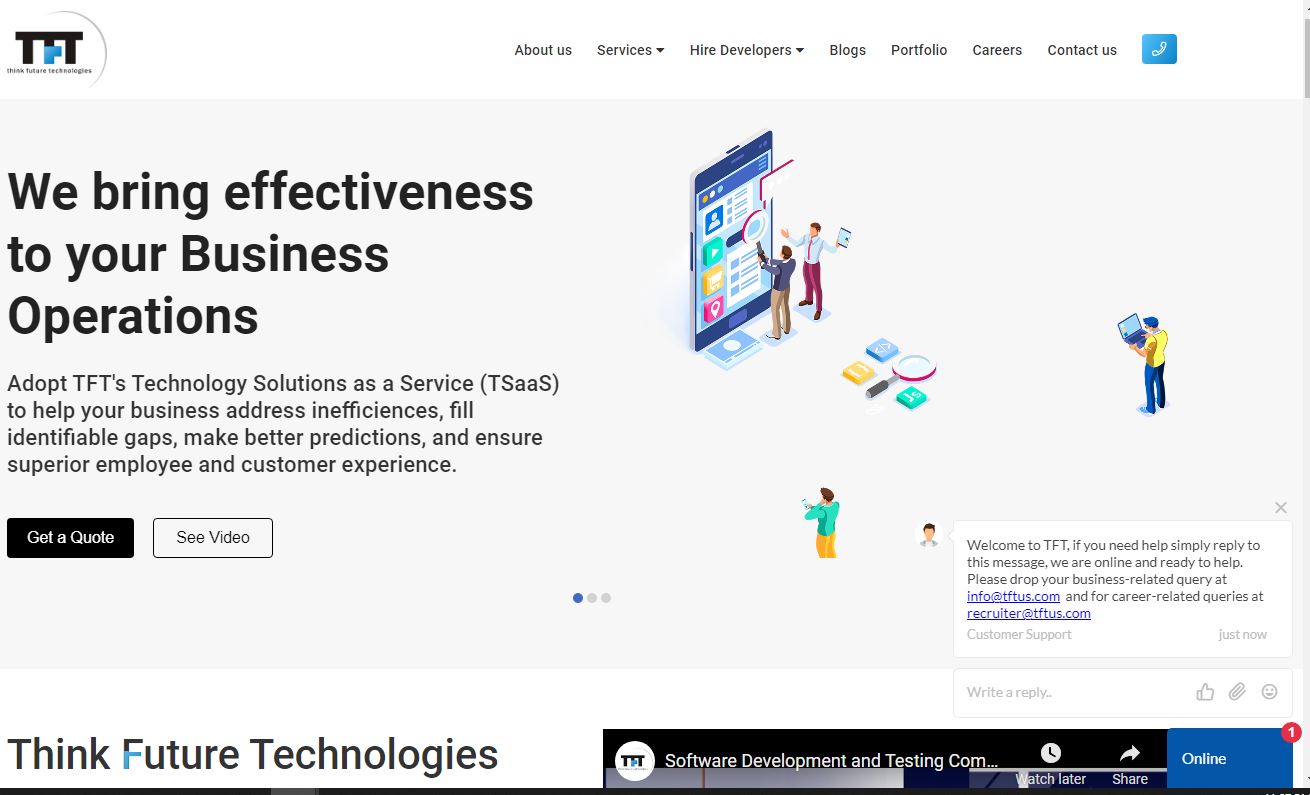 TFT
think future technologies
About us
Services
Hire Developers
Blogs
Portfolio
Careers
Contact us
We bring effectiveness
to your Business
Operations
Adopt TFT's Technology Solutions as a Service (TSaaS)
to help your business address inefficiences, fill
identifiable gaps, make better predictions, and ensure
superior employee and customer experience.
Get a Quote
See Video
Welcome to TFT, if you need help simply reply to
this message, we are online and ready to help.
Please drop your business-related query at
info@tftus.com and for career-related queries at
recruiter@tftus.com
Customer Support
just now
Write a reply..
Think Future Technologies
TFT
Software Development and Testing Com...
Watch later
Share
Online
1